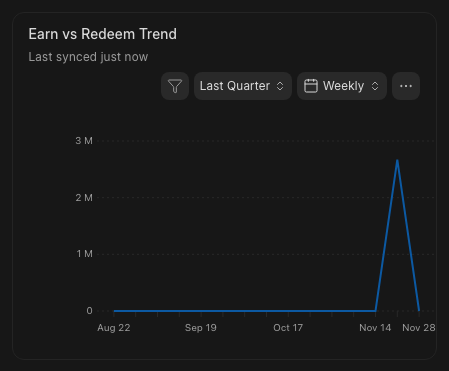 Earn vs Redeem Trend
Last synced just now
Last Quarter
Weekly
3 M
2 M
1 M
0
Aug 22 Sep 19 Oct 17 Nov 14 Nov 28